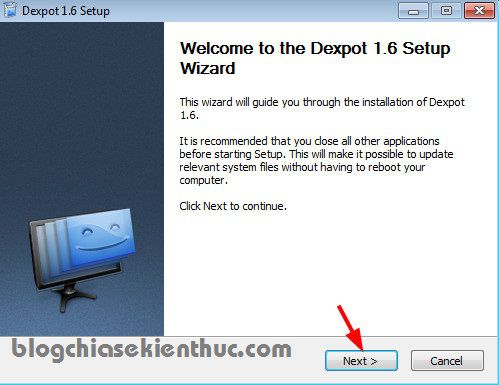 Dexpot 1.6 Setup
Welcome to the Dexpot 1.6 Setup
Wizard
This wizard will guide you through the installation of Dexpot
1.6.
It is recommended that you close all other applications
before starting Setup. This will make it possible to update
relevant system files without having to reboot your
computer.
Click Next to continue.
blogchiasekienthuc.com
Next >
Cancel